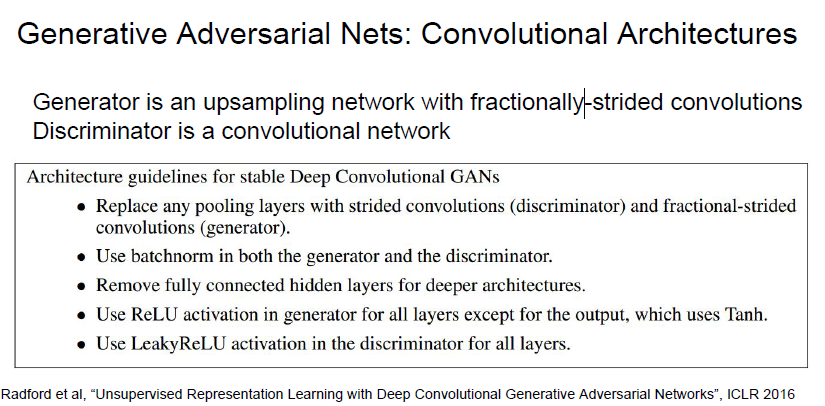 Generative Adversarial Nets: Convolutional Architectures
Generator is an upsampling network with fractionally-strided convolutions
Discriminator is a convolutional network
Architecture guidelines for stable Deep Convolutional GANs
• Replace any pooling layers with strided convolutions (discriminator) and fractional-strided
convolutions (generator).
• Use batchnorm in both the generator and the discriminator.
• Remove fully connected hidden layers for deeper architectures.
• Use ReLU activation in generator for all layers except for the output, which uses Tanh.
• Use LeakyReLU activation in the discriminator for all layers.
Radford et al, “Unsupervised Representation Learning with Deep Convolutional Generative Adversarial Networks”, ICLR 2016